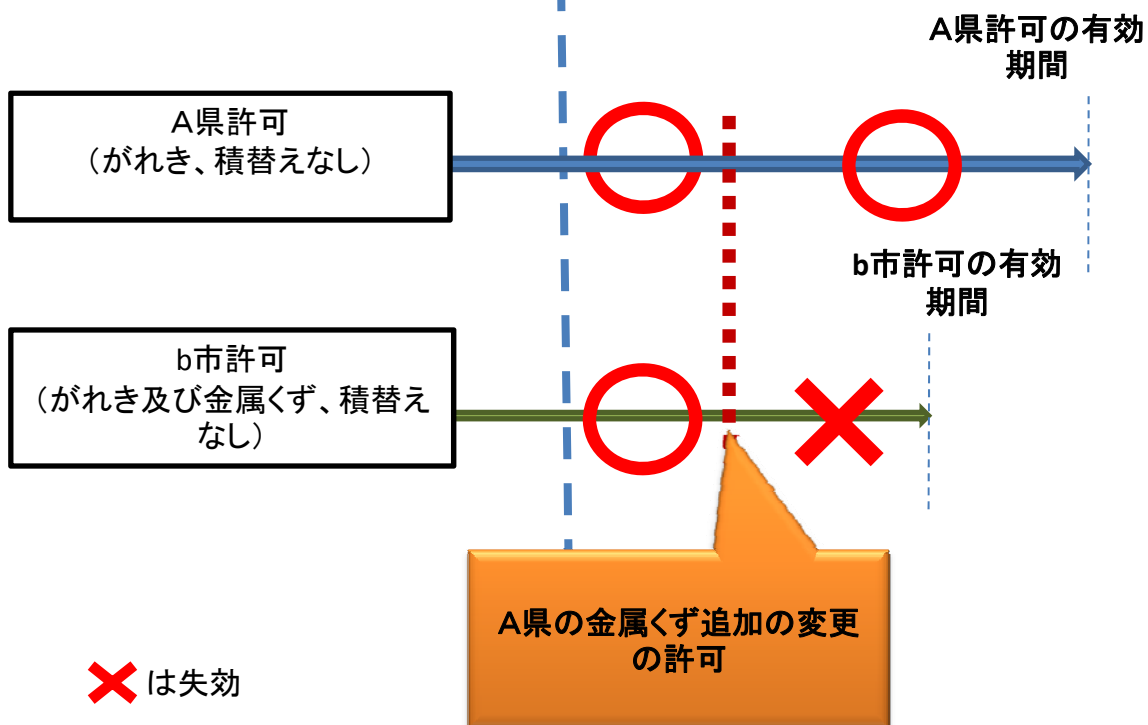 A県許可の有効
期間
A県許可
(がれき、積替えなし)
b市許可の有効
期間
b市許可
(がれき及び金属くず、積替え
なし)
A県の金属くず追加の変更
の許可
は失効